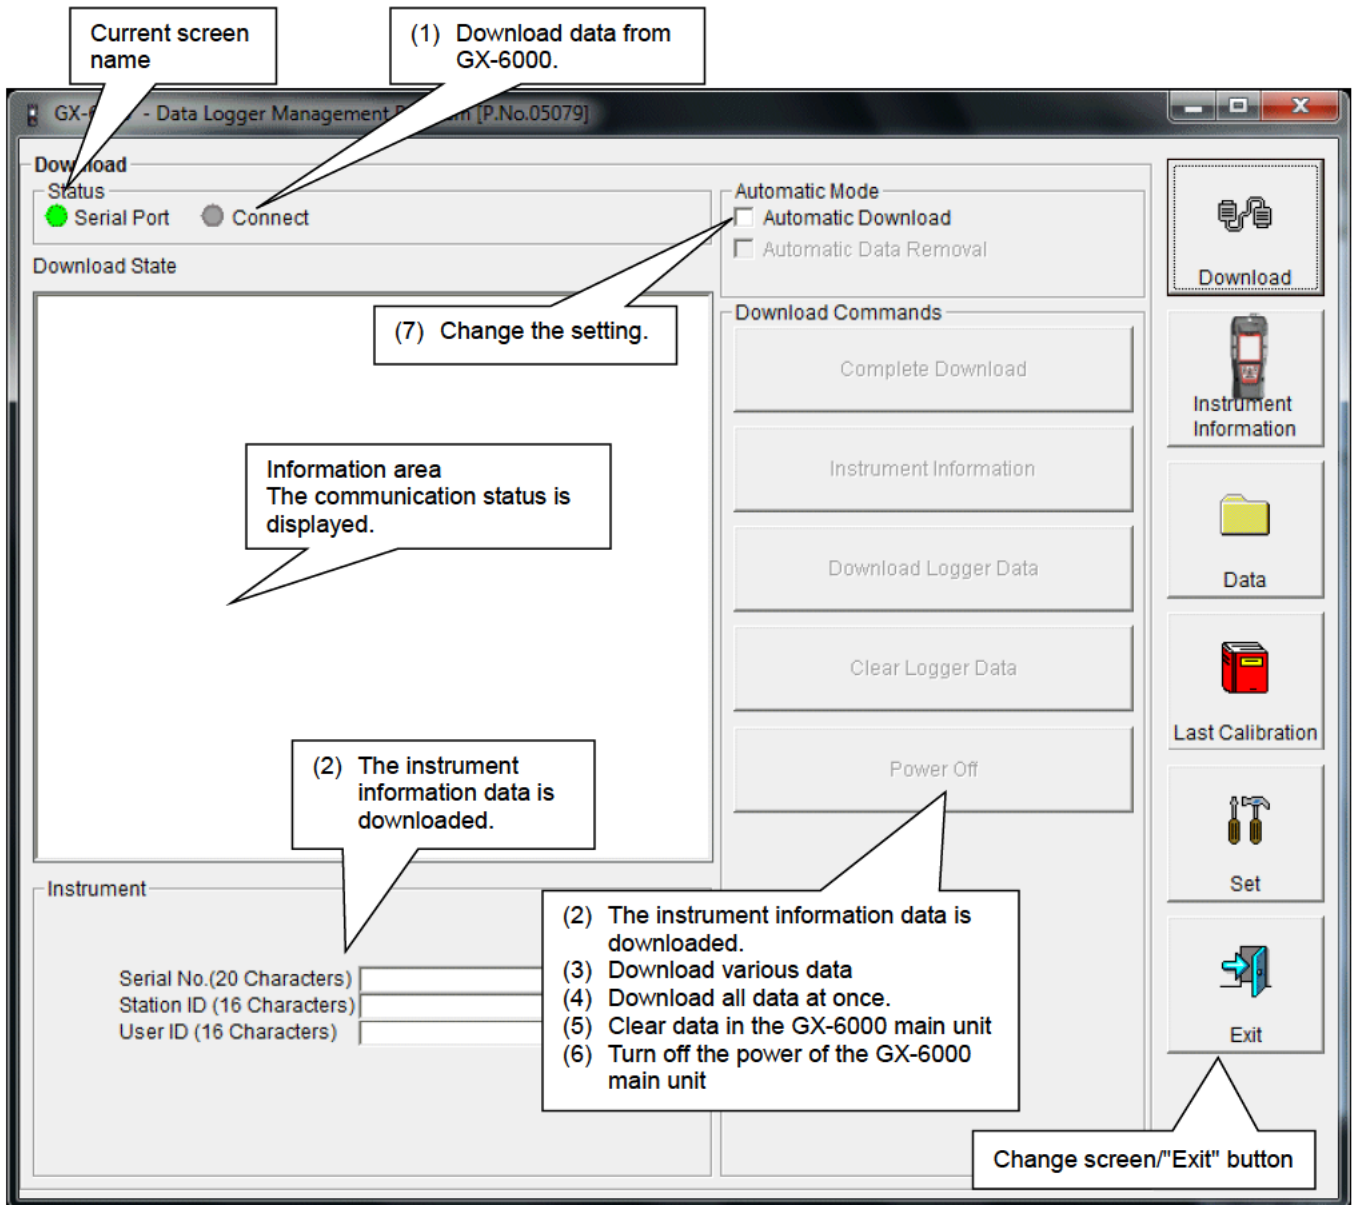 Current screen
name
(1) Download data from
GX-6000.
GX-6 - Data Logger Management [P.No.05079]
Download
Status
Serial Port
Connect
Automatic Mode
Automatic Download
Automatic Data Removal
Download State
(7) Change the setting.
Download Commands
Complete Download
Instrument Information
Download Logger Data
Clear Logger Data
Power Off
Information area
The communication status is
displayed.
(2) The instrument
information data is
downloaded.
Instrument
Serial No.(20 Characters)
Station ID (16 Characters)
User ID (16 Characters)
(2) The instrument information data is
downloaded.
(3) Download various data
(4) Download all data at once.
(5) Clear data in the GX-6000 main unit
(6) Turn off the power of the GX-6000
main unit
Download
Instrument
Information
Data
Last Calibration
Set
Exit
Change screen/"Exit" button